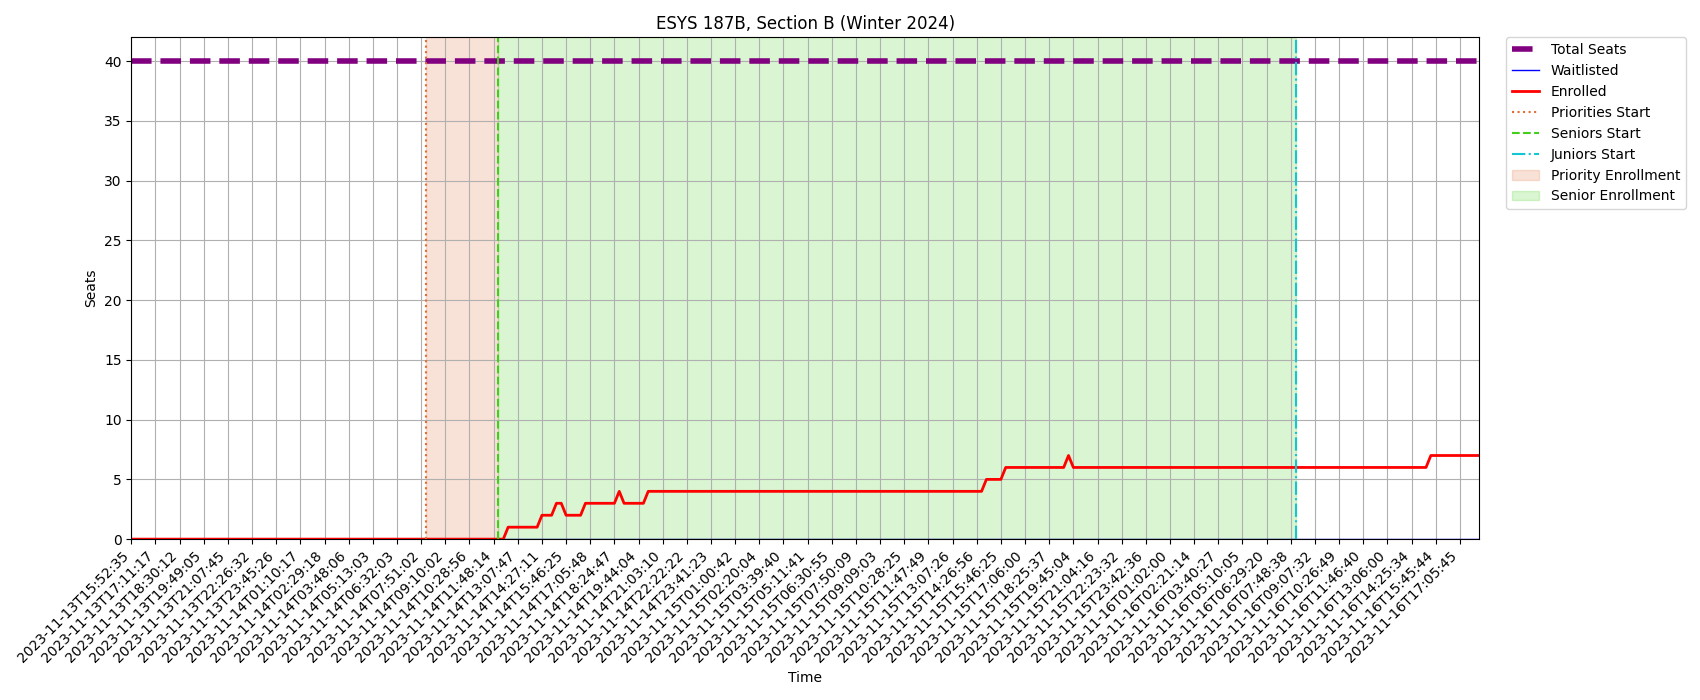 ESYS 187B, Section B (Winter 2024)
Total Seats
Waitlisted
Enrolled
Priorities Start
Seniors Start
Juniors Start
Priority Enrollment
Senior Enrollment
Seats
40
35
30
25
20
15
10
5
0
2023-11-13T15:52:35
2023-11-13T17:11:17
2023-11-13T18:30:12
2023-11-13T19:49:05
2023-11-13T21:07:45
2023-11-13T22:26:32
2023-11-13T23:45:26
2023-11-14T01:10:17
2023-11-14T02:29:18
2023-11-14T03:48:06
2023-11-14T05:13:03
2023-11-14T06:32:03
2023-11-14T07:51:02
2023-11-14T09:10:02
2023-11-14T10:28:56
2023-11-14T11:48:14
2023-11-14T13:07:47
2023-11-14T14:27:11
2023-11-14T15:46:25
2023-11-14T17:05:48
2023-11-14T18:24:47
2023-11-14T19:44:04
2023-11-14T21:03:10
2023-11-14T22:22:22
2023-11-14T23:41:23
2023-11-15T01:00:42
2023-11-15T02:20:04
2023-11-15T03:39:40
2023-11-15T05:11:41
2023-11-15T06:30:55
2023-11-15T07:50:09
2023-11-15T09:09:03
2023-11-15T10:28:25
2023-11-15T11:47:49
2023-11-15T13:07:26
2023-11-15T14:26:56
2023-11-15T15:46:25
2023-11-15T17:06:00
2023-11-15T18:25:37
2023-11-15T19:45:04
2023-11-15T21:04:16
2023-11-15T22:23:32
2023-11-15T23:42:36
2023-11-16T01:02:00
2023-11-16T02:21:14
2023-11-16T03:40:27
2023-11-16T05:10:05
2023-11-16T06:29:20
2023-11-16T07:48:38
2023-11-16T09:07:32
2023-11-16T10:26:49
2023-11-16T11:46:40
2023-11-16T13:06:00
2023-11-16T14:25:34
2023-11-16T15:45:44
2023-11-16T17:05:45
Time